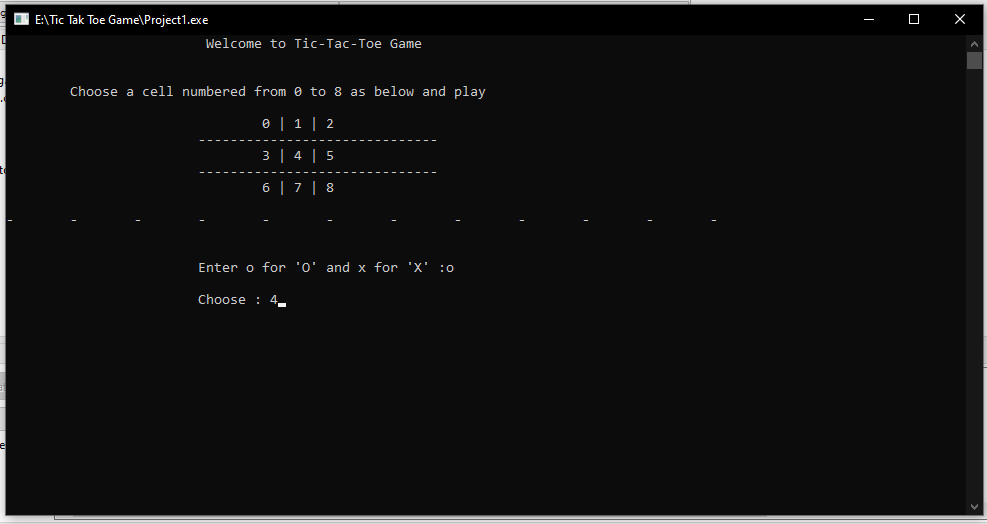 E:\Tic Tak Toe Game\Project1.exe
Welcome to Tic-Tac-Toe Game
Choose a cell numbered from 0 to 8 as below and play
0 | 1 | 2
------------------------------
3 | 4 | 5
------------------------------
6 | 7 | 8
- - - - - - - - - - - -
Enter o for 'O' and x for 'X' :o
Choose : 4